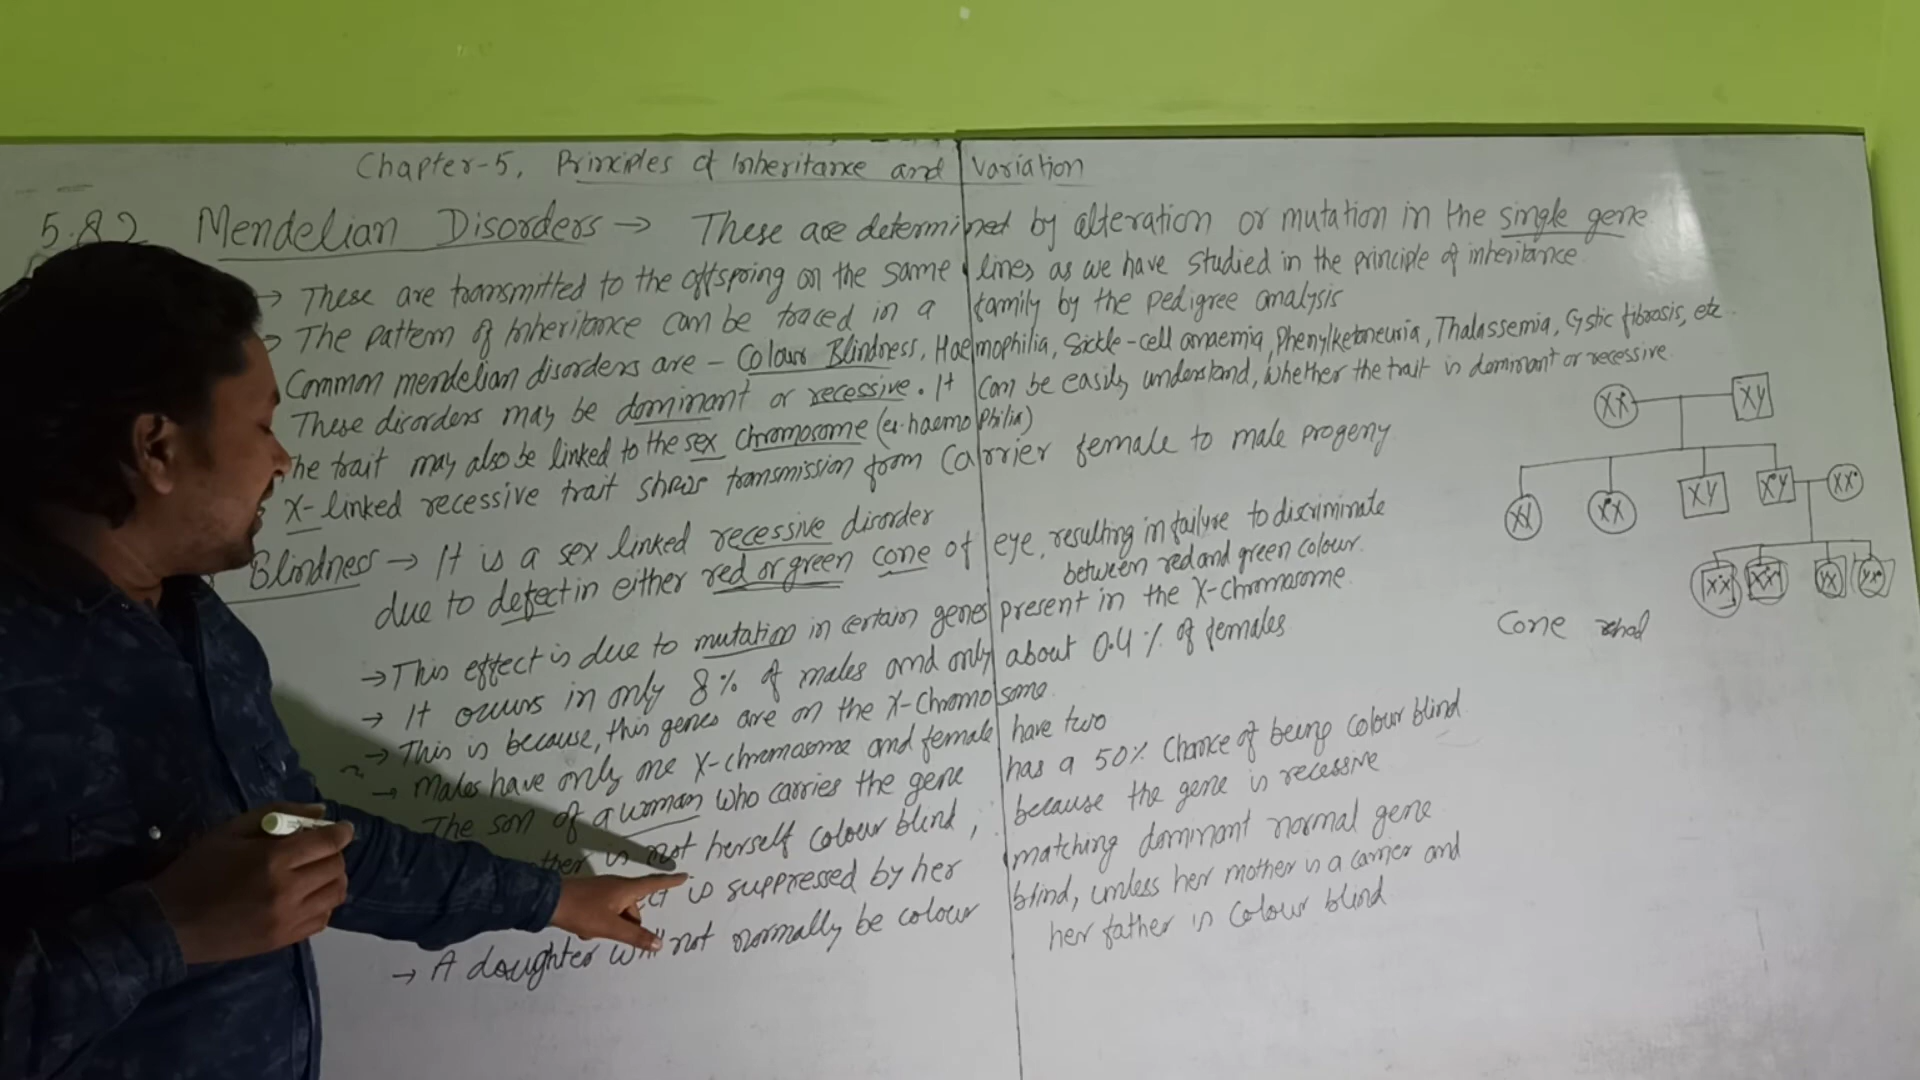 Chapter-5, Principles of Inheritance and Variation
5.8.2 Mendelian Disorders → These are determined by alteration or mutation in the single gene
→ These are transmitted to the offspring on the same lines as we have studied in the principle of inheritance
→ The pattern of inheritance can be traced in a family by the pedigree analysis
Common mendelian disorders are - Colour Blindness, Haemophilia, Sickle-cell anaemia, Phenylketoneuria, Thalassemia, Cystic fibrosis, etc.
These disorders may be dominant or recessive. It can be easily understand, whether the trait is dominant or recessive
The trait may also be linked to the sex chromosome (ex. haemophilia)
X-linked recessive trait shows transmission from carrier female to male progeny
Blindness → It is a sex linked recessive disorder
due to defect in either red or green cone of eye, resulting in failure to discriminate
between red and green colour.
→ This effect is due to mutation in certain genes present in the X-chromasome
→ It occurs in only 8% of males and only about 0.4% of females
→ This is because, this genes are on the X-Chromosome
→ Males have only one X-chromasome and female have two
The son of a woman who carries the gene has a 50% Chance of being colour blind
is not herself colour blind, because the gene is recessive
is suppressed by her matching dominant normal gene
→ A daughter will not normally be colour blind, unless her mother is a carrier and
her father is colour blind
XX XY
XX XX XY XY XX
XX XX
Cone